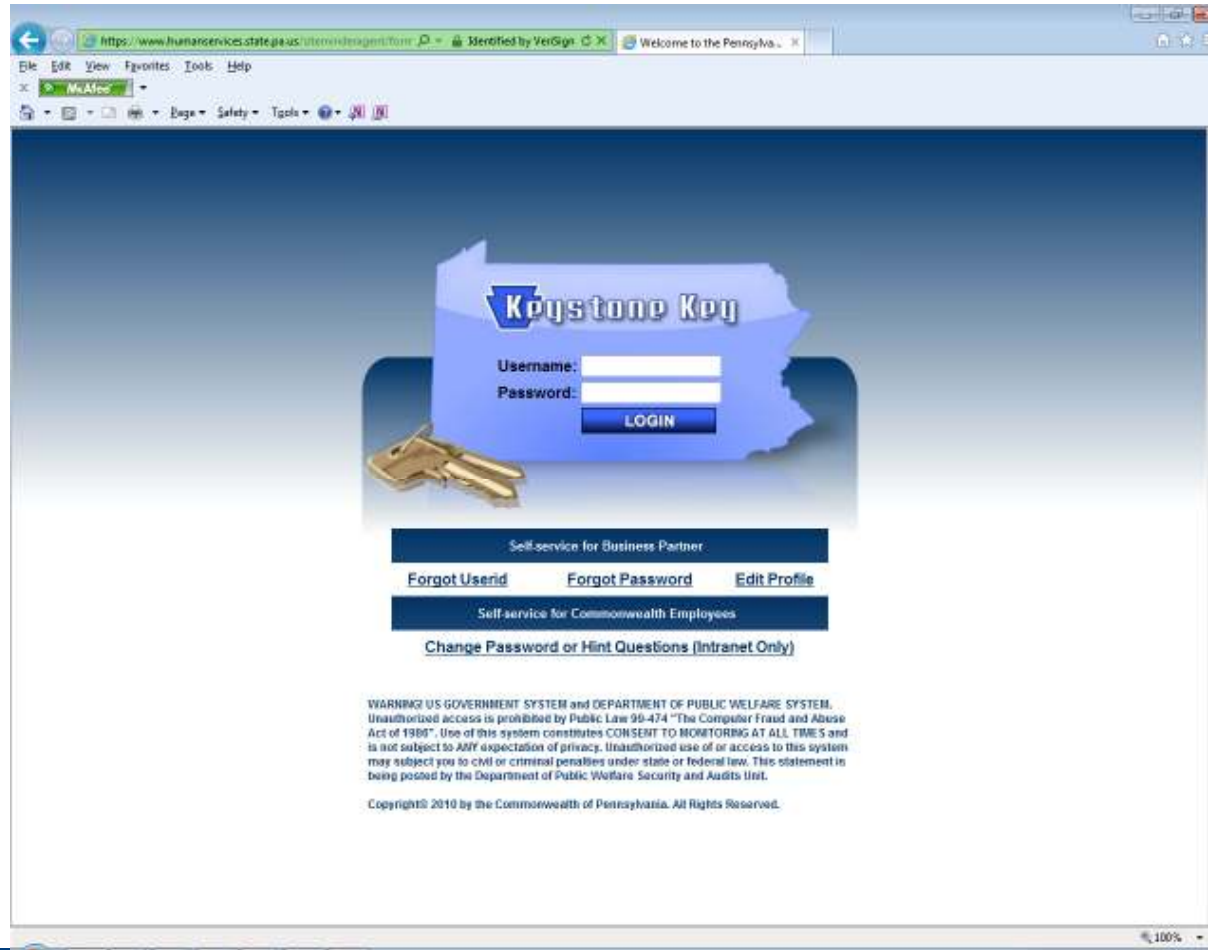 https://www.humanservices.state.pa.us/ Identified by VeriSign Welcome to the Pennsylva...
File Edit View Favorites Tools Help
McAfee
Page Safety Tools
Keystone Key
Username:
Password:
LOGIN
Self-service for Business Partner
Forgot Userid Forgot Password Edit Profile
Self-service for Commonwealth Employees
Change Password or Hint Questions (Intranet Only)
WARNING! US GOVERNMENT SYSTEM and DEPARTMENT OF PUBLIC WELFARE SYSTEM.
Unauthorized access is prohibited by Public Law 99-474 "The Computer Fraud and Abuse
Act of 1986". Use of this system constitutes CONSENT TO MONITORING AT ALL TIMES and
is not subject to ANY expectation of privacy. Unauthorized use of or access to this system
may subject you to civil or criminal penalties under state or federal law. This statement is
being posted by the Department of Public Welfare Security and Audits Unit.
Copyright© 2010 by the Commonwealth of Pennsylvania. All Rights Reserved.
100%